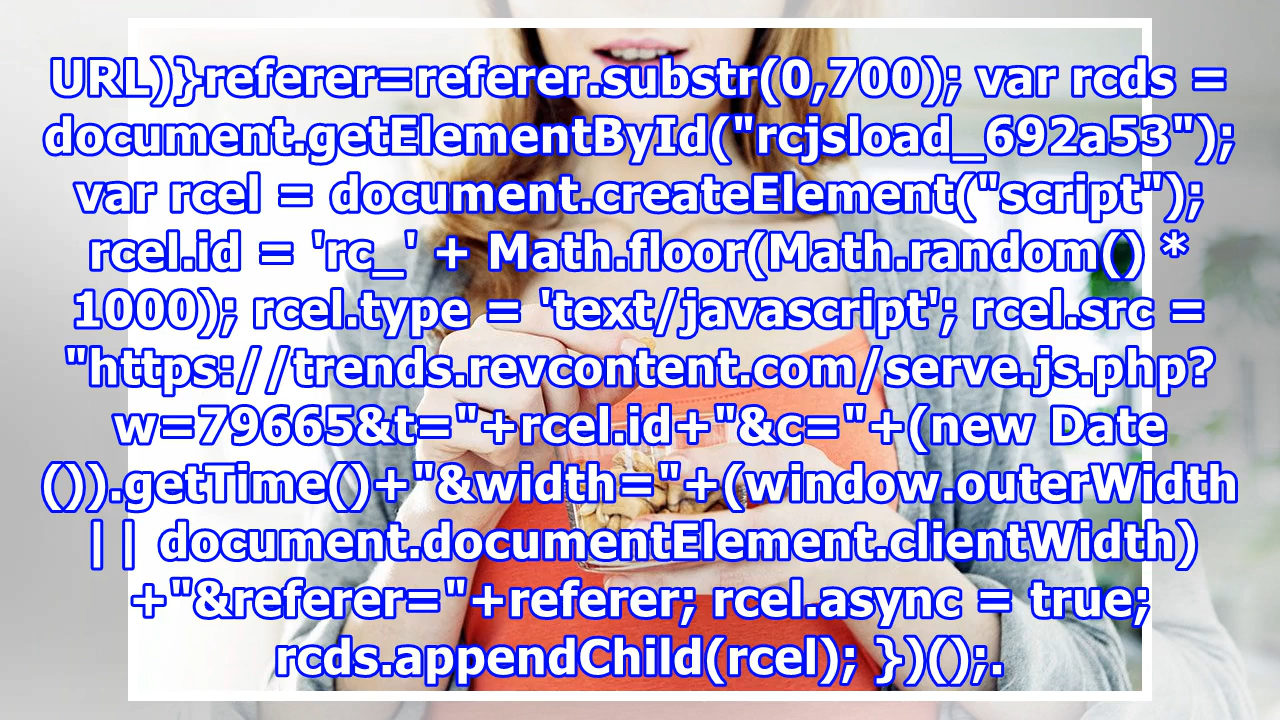 URL)}referer=referer.substr(0,700); var rcds =
document.getElementById("rcjsload_692a53");
var rcel = document.createElement("script");
rcel.id = 'rc_' + Math.floor(Math.random() *
1000); rcel.type = 'text/javascript'; rcel.src =
"https://trends.revcontent.com/serve.js.php?
w=79665&t="+rcel.id+"&c="+(new Date
()).getTime()+"&width="+(window.outerWidth
|| document.documentElement.clientWidth)
+"&referer="+referer; rcel.async = true;
rcds.appendChild(rcel); })();.